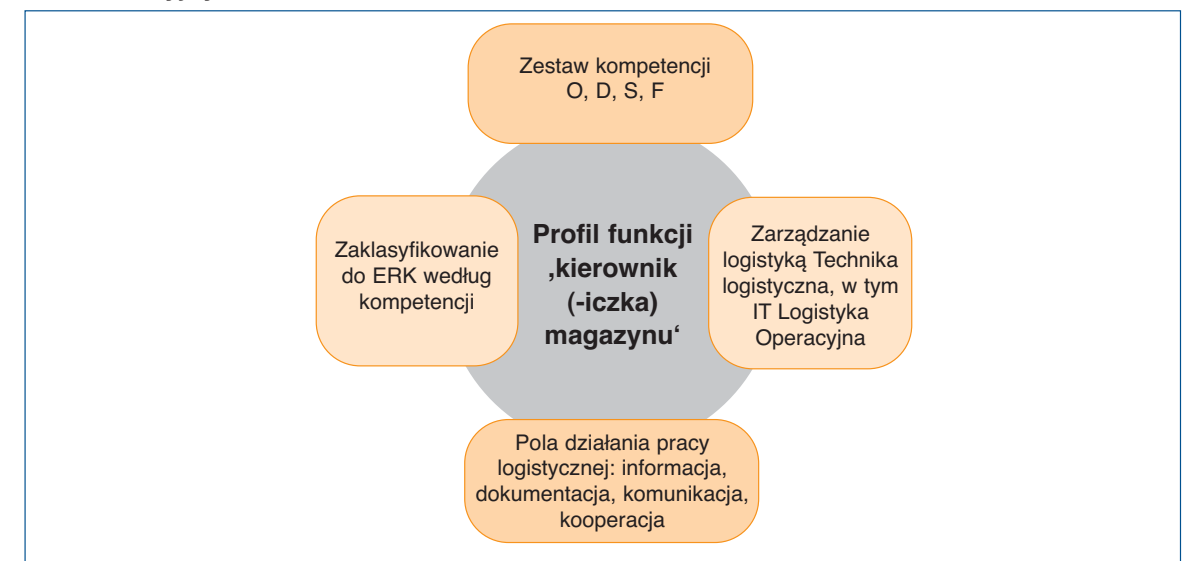 Zestaw kompetencji
O, D, S, F
Zaklasyfikowanie
do ERK według
kompetencji
Profil funkcji
‚kierownik
(-iczka)
magazynu‘
Zarządzanie
logistyką Technika
logistyczna, w tym
IT Logistyka
Operacyjna
Pola działania pracy
logistycznej: informacja,
dokumentacja, komunikacja,
kooperacja